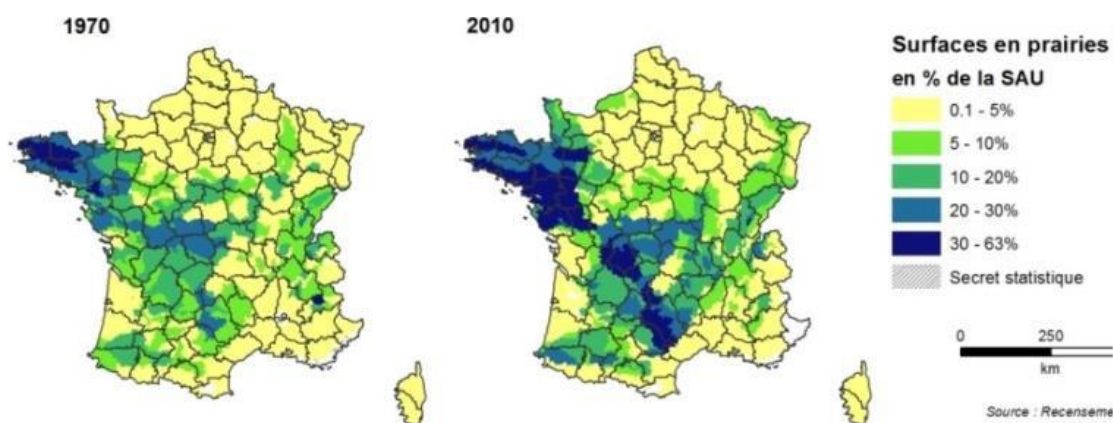 1970
2010
Surfaces en prairies
en % de la SAU
0.1 - 5%
5 - 10%
10 - 20%
20 - 30%
30 - 63%
Secret statistique
0 250
km
Source : Recenseme